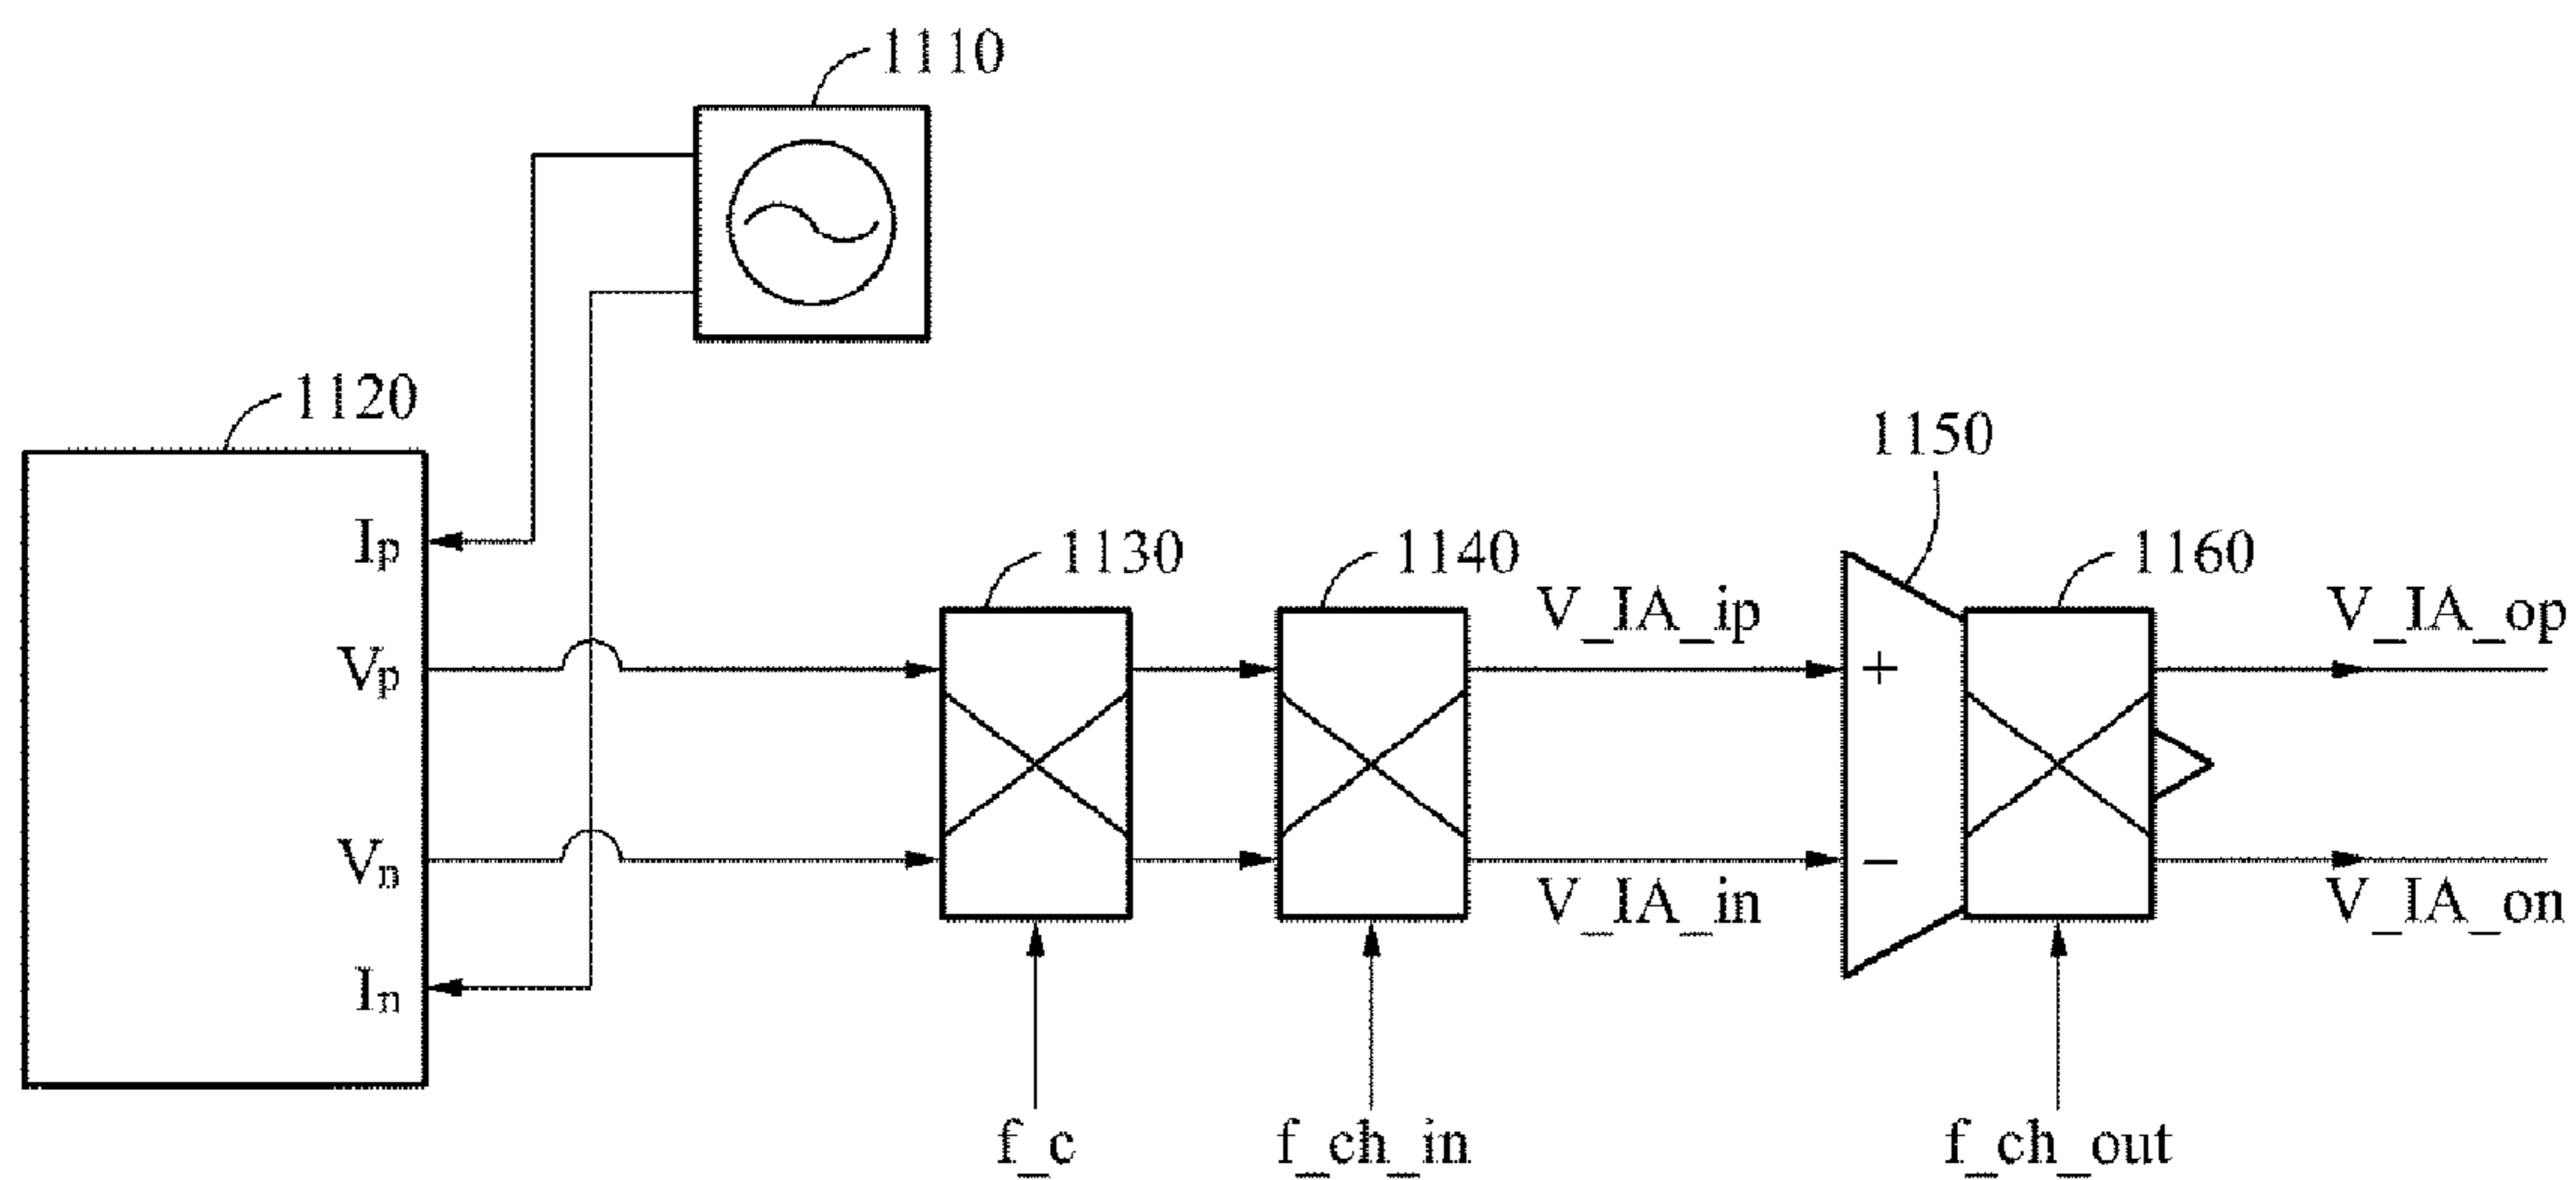 1110
1120
1150
Ip
1130
1140
1160
V_IA_ip
V_IA_op
Vp
+
Vn
−
V_IA_in
V_IA_on
In
f_c
f_ch_in
f_ch_out